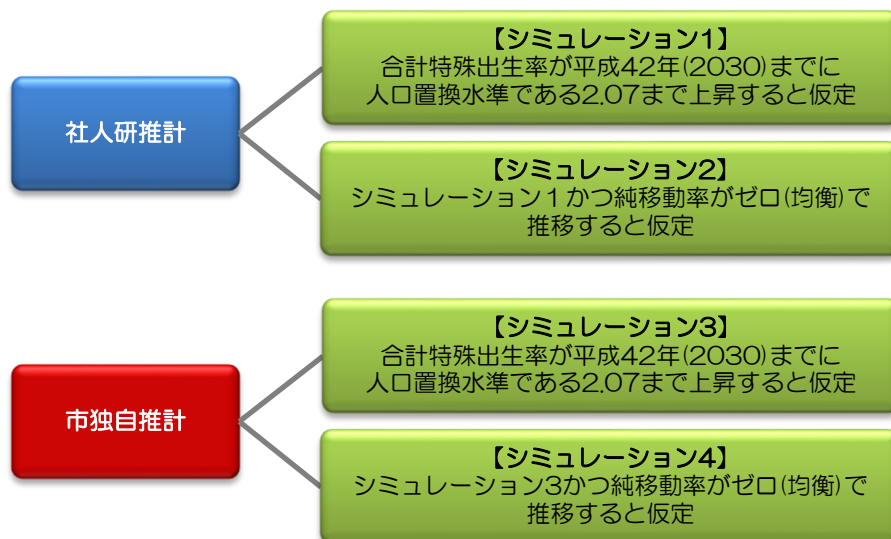 社人研推計
【シミュレーション1】
合計特殊出生率が平成42年(2030)までに
人口置換水準である2.07まで上昇すると仮定
【シミュレーション2】
シミュレーション１かつ純移動率がゼロ(均衡)で
推移すると仮定
市独自推計
【シミュレーション3】
合計特殊出生率が平成42年(2030)までに
人口置換水準である2.07まで上昇すると仮定
【シミュレーション4】
シミュレーション3かつ純移動率がゼロ(均衡)で
推移すると仮定